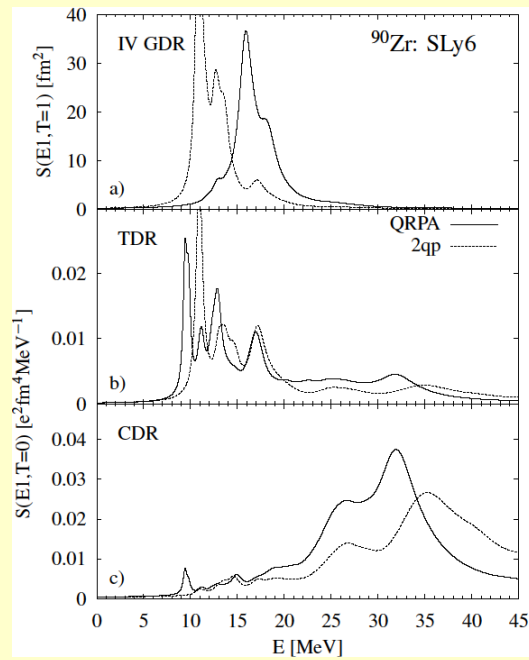 IV GDR
⁹⁰Zr: SLy6
S(E1,T=1) [fm²]
40
30
20
10
0
a)
TDR
QRPA
2qp
0.02
0.01
0
b)
S(E1,T=0) [e²fm⁴MeV⁻¹]
CDR
0.04
0.03
0.02
0.01
0
c)
0 5 10 15 20 25 30 35 40 45
E [MeV]